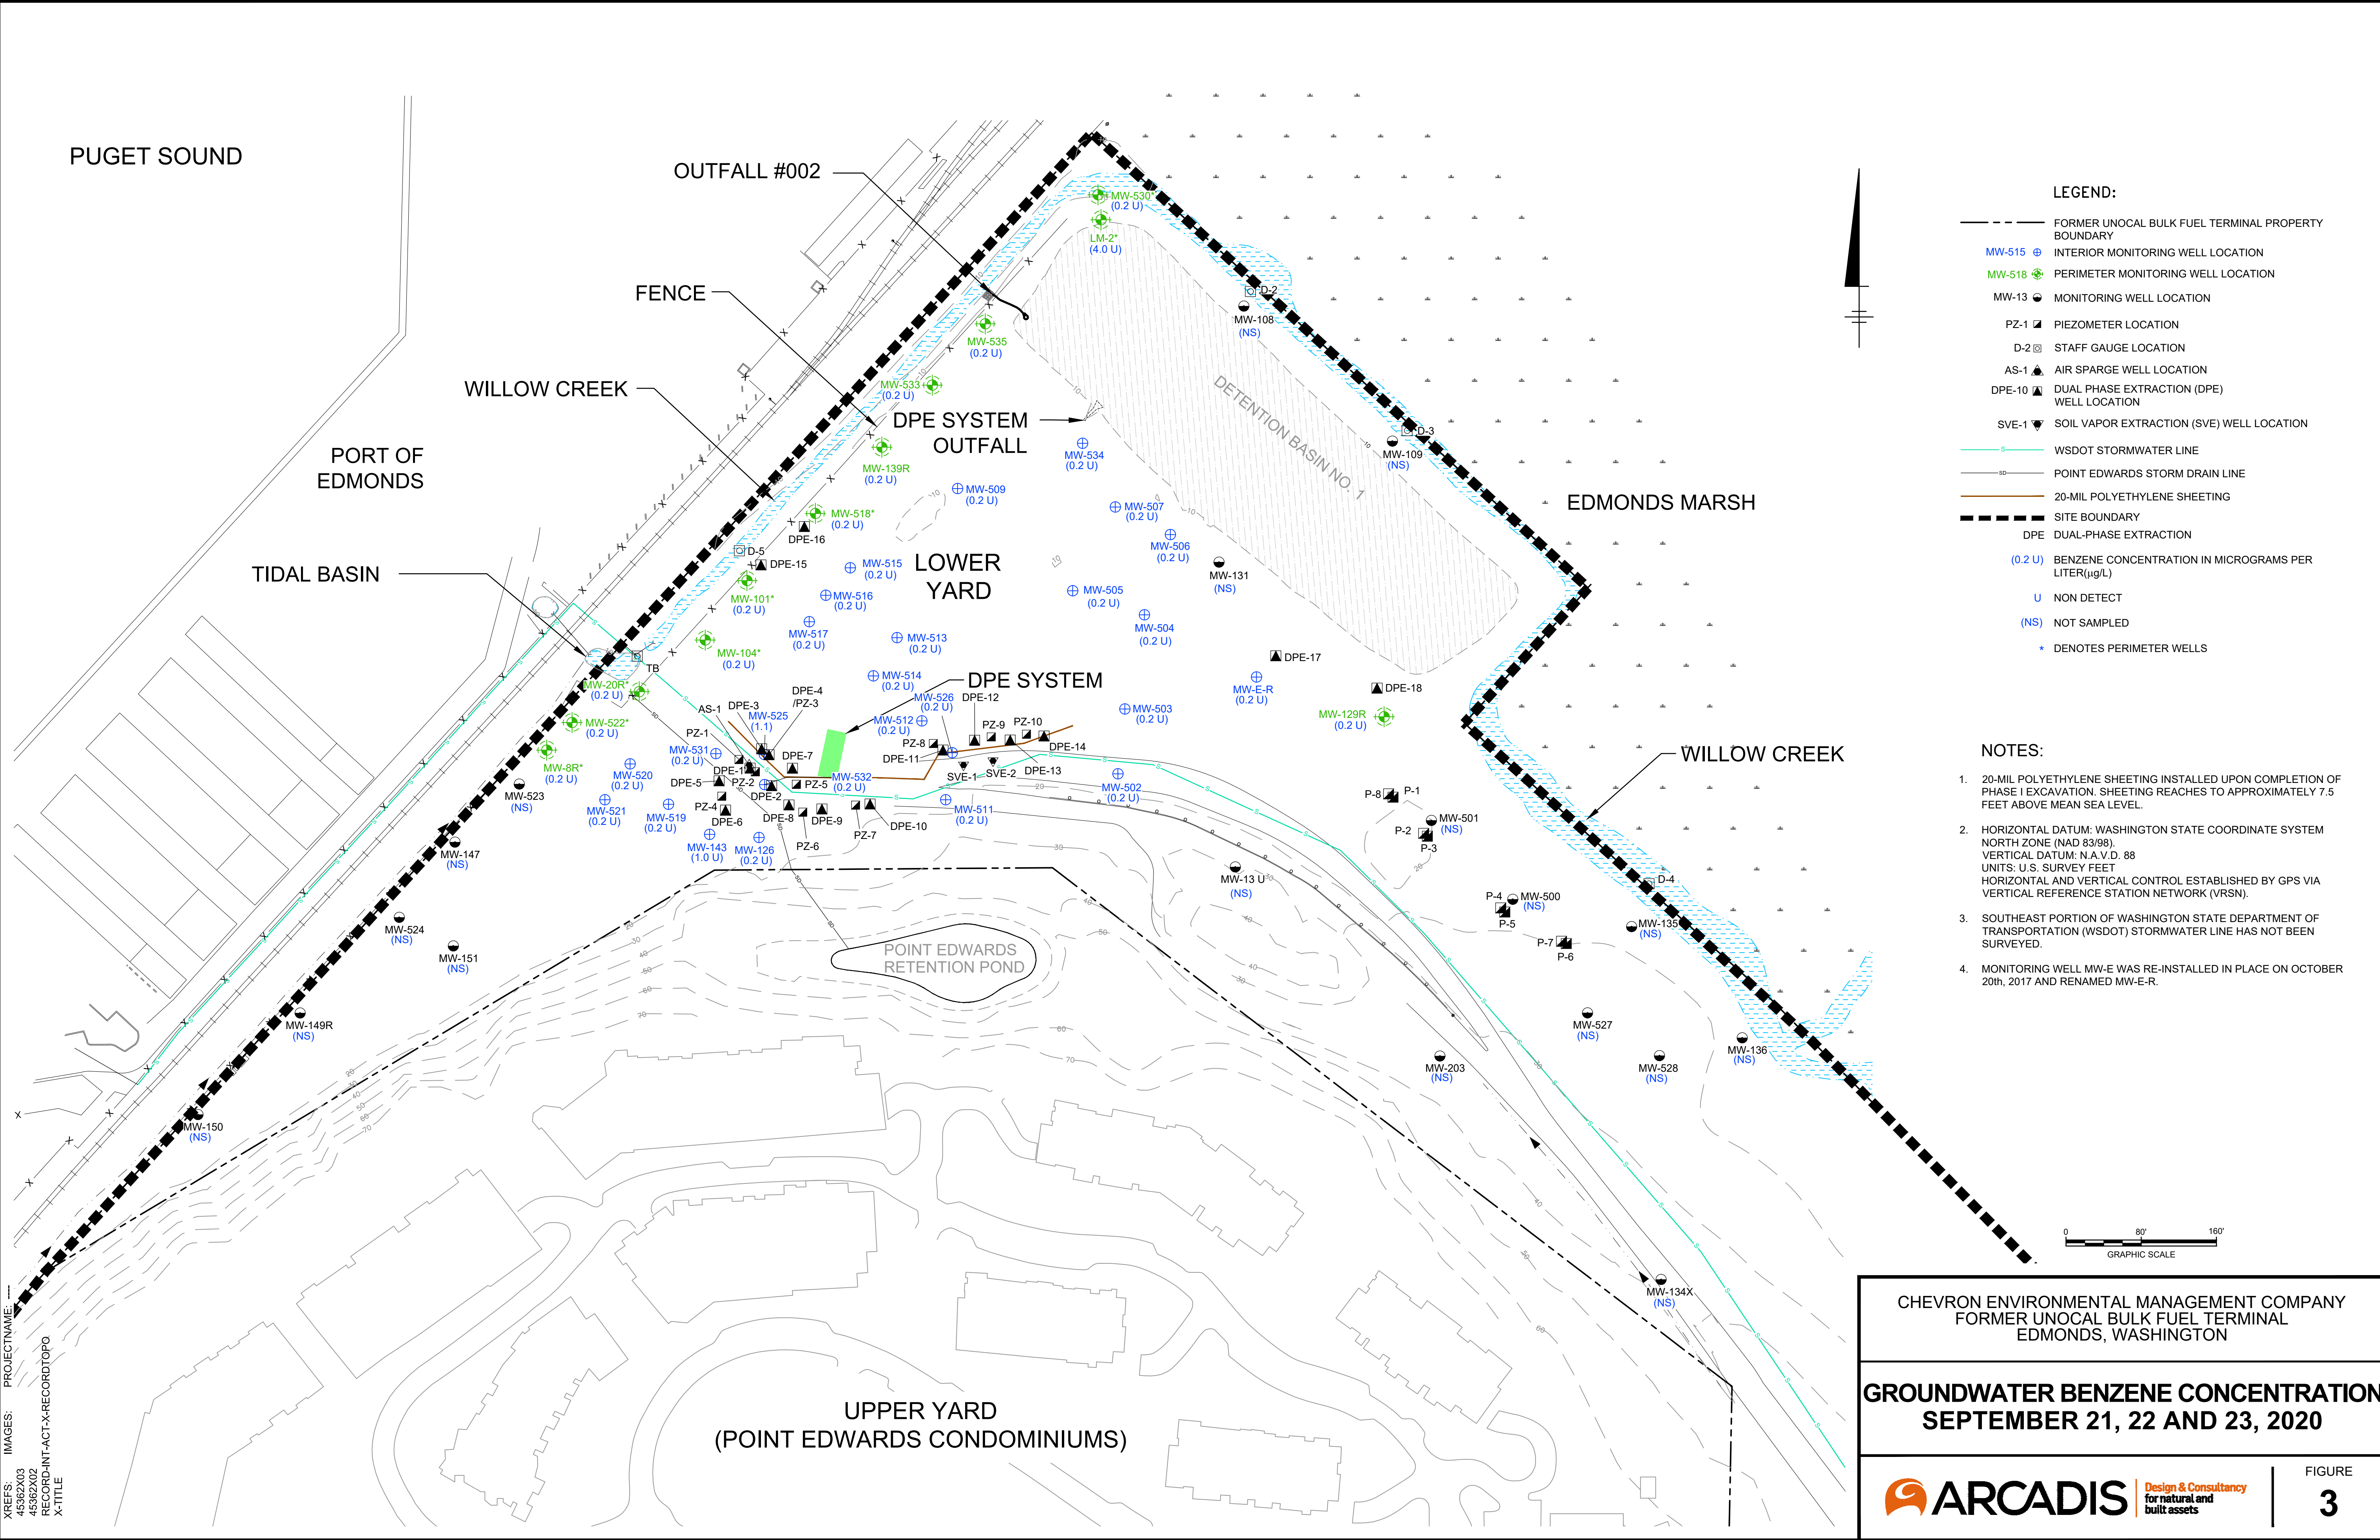 PUGET SOUND
OUTFALL #002
FENCE
WILLOW CREEK
PORT OF
EDMONDS
TIDAL BASIN
DPE SYSTEM
OUTFALL
LOWER
YARD
DPE SYSTEM
DETENTION BASIN NO. 1
EDMONDS MARSH
WILLOW CREEK
POINT EDWARDS
RETENTION POND
UPPER YARD
(POINT EDWARDS CONDOMINIUMS)
MW-530*
(0.2 U)
LM-2*
(4.0 U)
D-2
MW-108
(NS)
MW-535
(0.2 U)
MW-533
(0.2 U)
D-3
MW-109
(NS)
MW-139R
(0.2 U)
MW-534
(0.2 U)
MW-509
(0.2 U)
MW-507
(0.2 U)
MW-518*
(0.2 U)
DPE-16
MW-506
(0.2 U)
D-5
DPE-15
MW-515
(0.2 U)
MW-131
(NS)
MW-101*
(0.2 U)
MW-516
(0.2 U)
MW-505
(0.2 U)
MW-517
(0.2 U)
MW-504
(0.2 U)
MW-513
(0.2 U)
MW-104*
(0.2 U)
TB
DPE-17
MW-514
(0.2 U)
MW-E-R
(0.2 U)
DPE-18
MW-20R*
(0.2 U)
DPE-4
/PZ-3
MW-526
(0.2 U)
DPE-12
AS-1
DPE-3
MW-525
(1.1)
MW-512
(0.2 U)
MW-503
(0.2 U)
MW-129R
(0.2 U)
MW-522*
(0.2 U)
PZ-9
PZ-10
PZ-1
PZ-8
DPE-14
MW-531
(0.2 U)
DPE-7
DPE-11
MW-8R*
(0.2 U)
MW-520
(0.2 U)
DPE-1
SVE-1
SVE-2
DPE-13
MW-523
(NS)
DPE-5
PZ-2
PZ-5
MW-532
(0.2 U)
MW-502
(0.2 U)
P-8
P-1
MW-521
(0.2 U)
MW-519
(0.2 U)
PZ-4
DPE-2
DPE-6
DPE-8
DPE-9
PZ-7
DPE-10
MW-511
(0.2 U)
MW-501
(NS)
P-2
P-3
PZ-6
MW-143
(1.0 U)
MW-126
(0.2 U)
MW-147
(NS)
MW-13 U
(NS)
D-4
P-4
MW-500
(NS)
P-5
MW-524
(NS)
MW-135
(NS)
P-7
P-6
MW-151
(NS)
MW-149R
(NS)
MW-527
(NS)
MW-136
(NS)
MW-203
(NS)
MW-528
(NS)
MW-150
(NS)
MW-134X
(NS)
LEGEND:
FORMER UNOCAL BULK FUEL TERMINAL PROPERTY
BOUNDARY
MW-515 INTERIOR MONITORING WELL LOCATION
MW-518 PERIMETER MONITORING WELL LOCATION
MW-13 MONITORING WELL LOCATION
PZ-1 PIEZOMETER LOCATION
D-2 STAFF GAUGE LOCATION
AS-1 AIR SPARGE WELL LOCATION
DPE-10 DUAL PHASE EXTRACTION (DPE)
WELL LOCATION
SVE-1 SOIL VAPOR EXTRACTION (SVE) WELL LOCATION
S WSDOT STORMWATER LINE
SD POINT EDWARDS STORM DRAIN LINE
20-MIL POLYETHYLENE SHEETING
SITE BOUNDARY
DPE DUAL-PHASE EXTRACTION
(0.2 U) BENZENE CONCENTRATION IN MICROGRAMS PER
LITER(µg/L)
U NON DETECT
(NS) NOT SAMPLED
* DENOTES PERIMETER WELLS
NOTES:
1. 20-MIL POLYETHYLENE SHEETING INSTALLED UPON COMPLETION OF
PHASE I EXCAVATION. SHEETING REACHES TO APPROXIMATELY 7.5
FEET ABOVE MEAN SEA LEVEL.
2. HORIZONTAL DATUM: WASHINGTON STATE COORDINATE SYSTEM
NORTH ZONE (NAD 83/98).
VERTICAL DATUM: N.A.V.D. 88
UNITS: U.S. SURVEY FEET
HORIZONTAL AND VERTICAL CONTROL ESTABLISHED BY GPS VIA
VERTICAL REFERENCE STATION NETWORK (VRSN).
3. SOUTHEAST PORTION OF WASHINGTON STATE DEPARTMENT OF
TRANSPORTATION (WSDOT) STORMWATER LINE HAS NOT BEEN
SURVEYED.
4. MONITORING WELL MW-E WAS RE-INSTALLED IN PLACE ON OCTOBER
20th, 2017 AND RENAMED MW-E-R.
0 80' 160'
GRAPHIC SCALE
CHEVRON ENVIRONMENTAL MANAGEMENT COMPANY
FORMER UNOCAL BULK FUEL TERMINAL
EDMONDS, WASHINGTON
GROUNDWATER BENZENE CONCENTRATION
SEPTEMBER 21, 22 AND 23, 2020
ARCADIS
Design & Consultancy
for natural and
built assets
FIGURE
3
XREFS: IMAGES: PROJECTNAME: ----
45362X03
45362X02
RECORD-INT-ACT-X-RECORDTOPO
X-TITLE